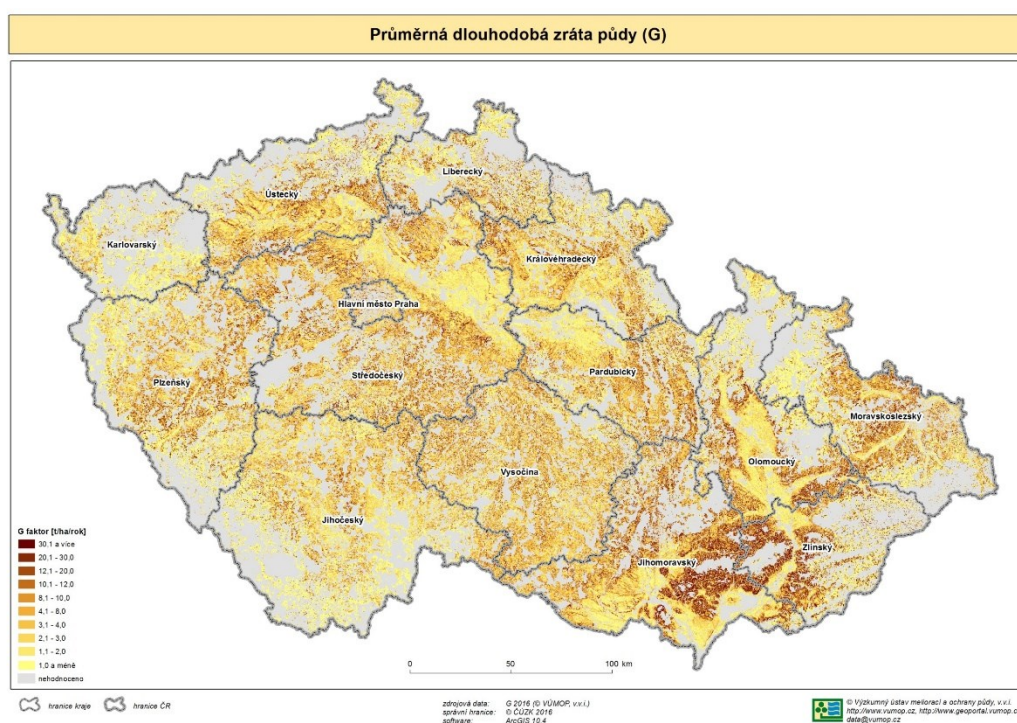 Průměrná dlouhodobá zráta půdy (G)
Liberecký
Ústecký
Karlovarský
Královéhradecký
Hlavní město Praha
Středočeský
Pardubický
Plzeňský
Moravskoslezský
Olomoucký
Vysočina
Jihočeský
Zlínský
Jihomoravský
G faktor [t/ha/rok]
30,1 a více
20,1 - 30,0
12,1 - 20,0
10,1 - 12,0
8,1 - 10,0
4,1 - 8,0
3,1 - 4,0
2,1 - 3,0
1,1 - 2,0
1,0 a méně
nehodnoceno
0 50 100 km
hranice kraje hranice ČR
zdrojová data: G 2016 (© VÚMOP, v.v.i.)
správní hranice: © ČÚZK 2016
software: ArcGIS 10.4
© Výzkumný ústav meliorací a ochrany půdy, v.v.i.
http://www.vumop.cz, http://www.geoportal.vumop.c
data@vumop.cz